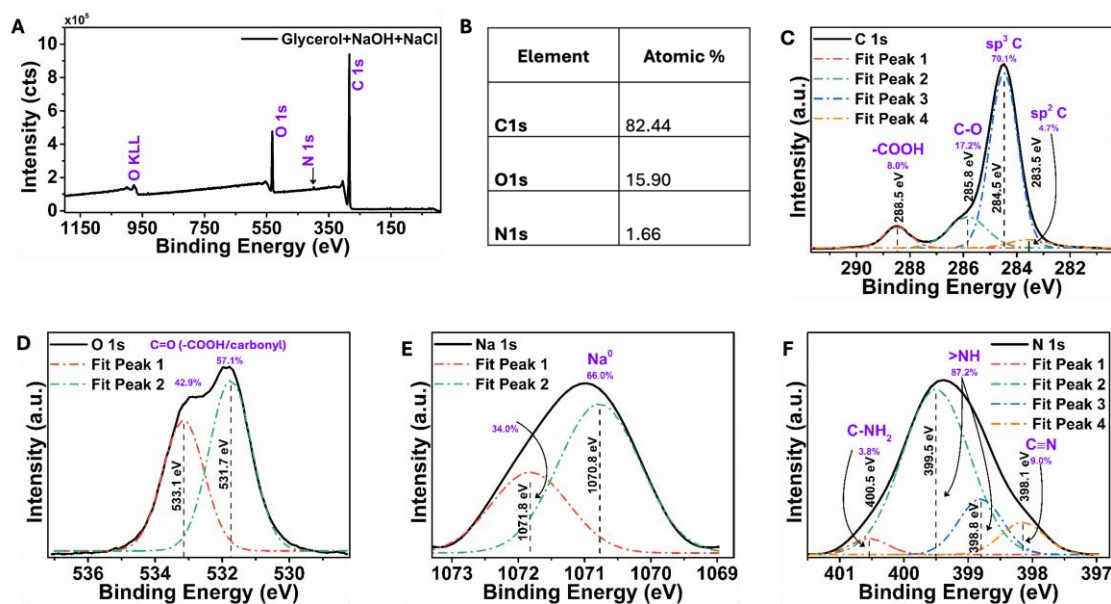 A
×10⁵
Glycerol+NaOH+NaCl
10
8
6
4
2
0
Intensity (cts)
O KLL
O 1s
N 1s
C 1s
1150 950 750 550 350 150
Binding Energy (eV)
B
Element Atomic %
C1s 82.44
O1s 15.90
N1s 1.66
C
C 1s
Fit Peak 1
Fit Peak 2
Fit Peak 3
Fit Peak 4
sp³ C
70.1%
sp² C
4.7%
C-O
17.2%
-COOH
8.0%
288.5 eV
285.8 eV
284.5 eV
283.5 eV
Intensity (a.u.)
290 288 286 284 282
Binding Energy (eV)
D
O 1s
Fit Peak 1
Fit Peak 2
C=O (-COOH/carbonyl)
57.1%
42.9%
533.1 eV
531.7 eV
Intensity (a.u.)
536 534 532 530
Binding Energy (eV)
E
Na 1s
Fit Peak 1
Fit Peak 2
Na⁰
66.0%
34.0%
1071.8 eV
1070.8 eV
Intensity (a.u.)
1073 1072 1071 1070 1069
Binding Energy (eV)
F
N 1s
Fit Peak 1
Fit Peak 2
Fit Peak 3
Fit Peak 4
>NH
87.2%
C-NH₂
3.8%
C≡N
9.0%
400.5 eV
399.5 eV
398.8 eV
398.1 eV
Intensity (a.u.)
401 400 399 398 397
Binding Energy (eV)